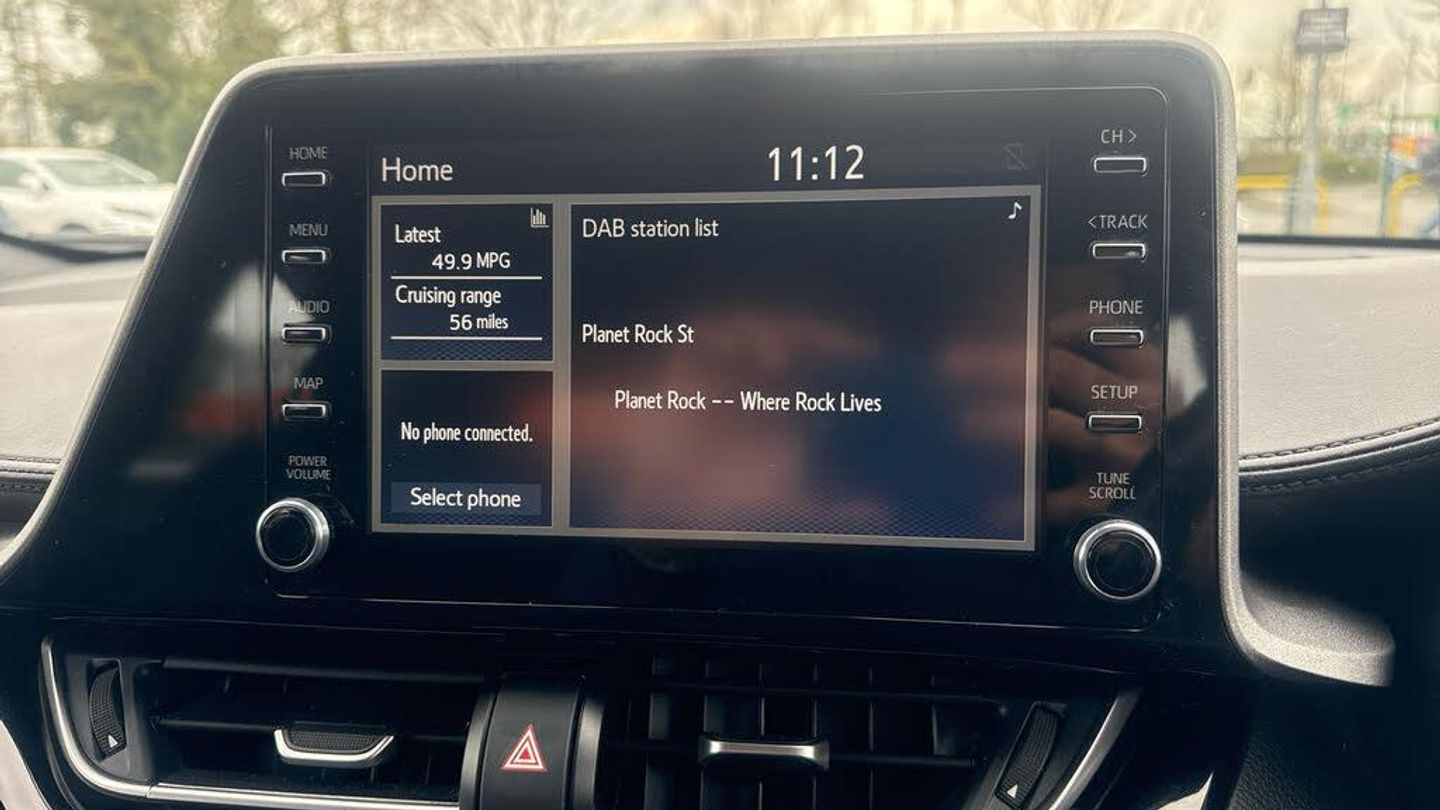 HOME
MENU
AUDIO
MAP
POWER
VOLUME
Home
11:12
Latest
49.9 MPG
Cruising range
56 miles
No phone connected.
Select phone
DAB station list
Planet Rock St
Planet Rock -- Where Rock Lives
CH >
< TRACK
PHONE
SETUP
TUNE
SCROLL